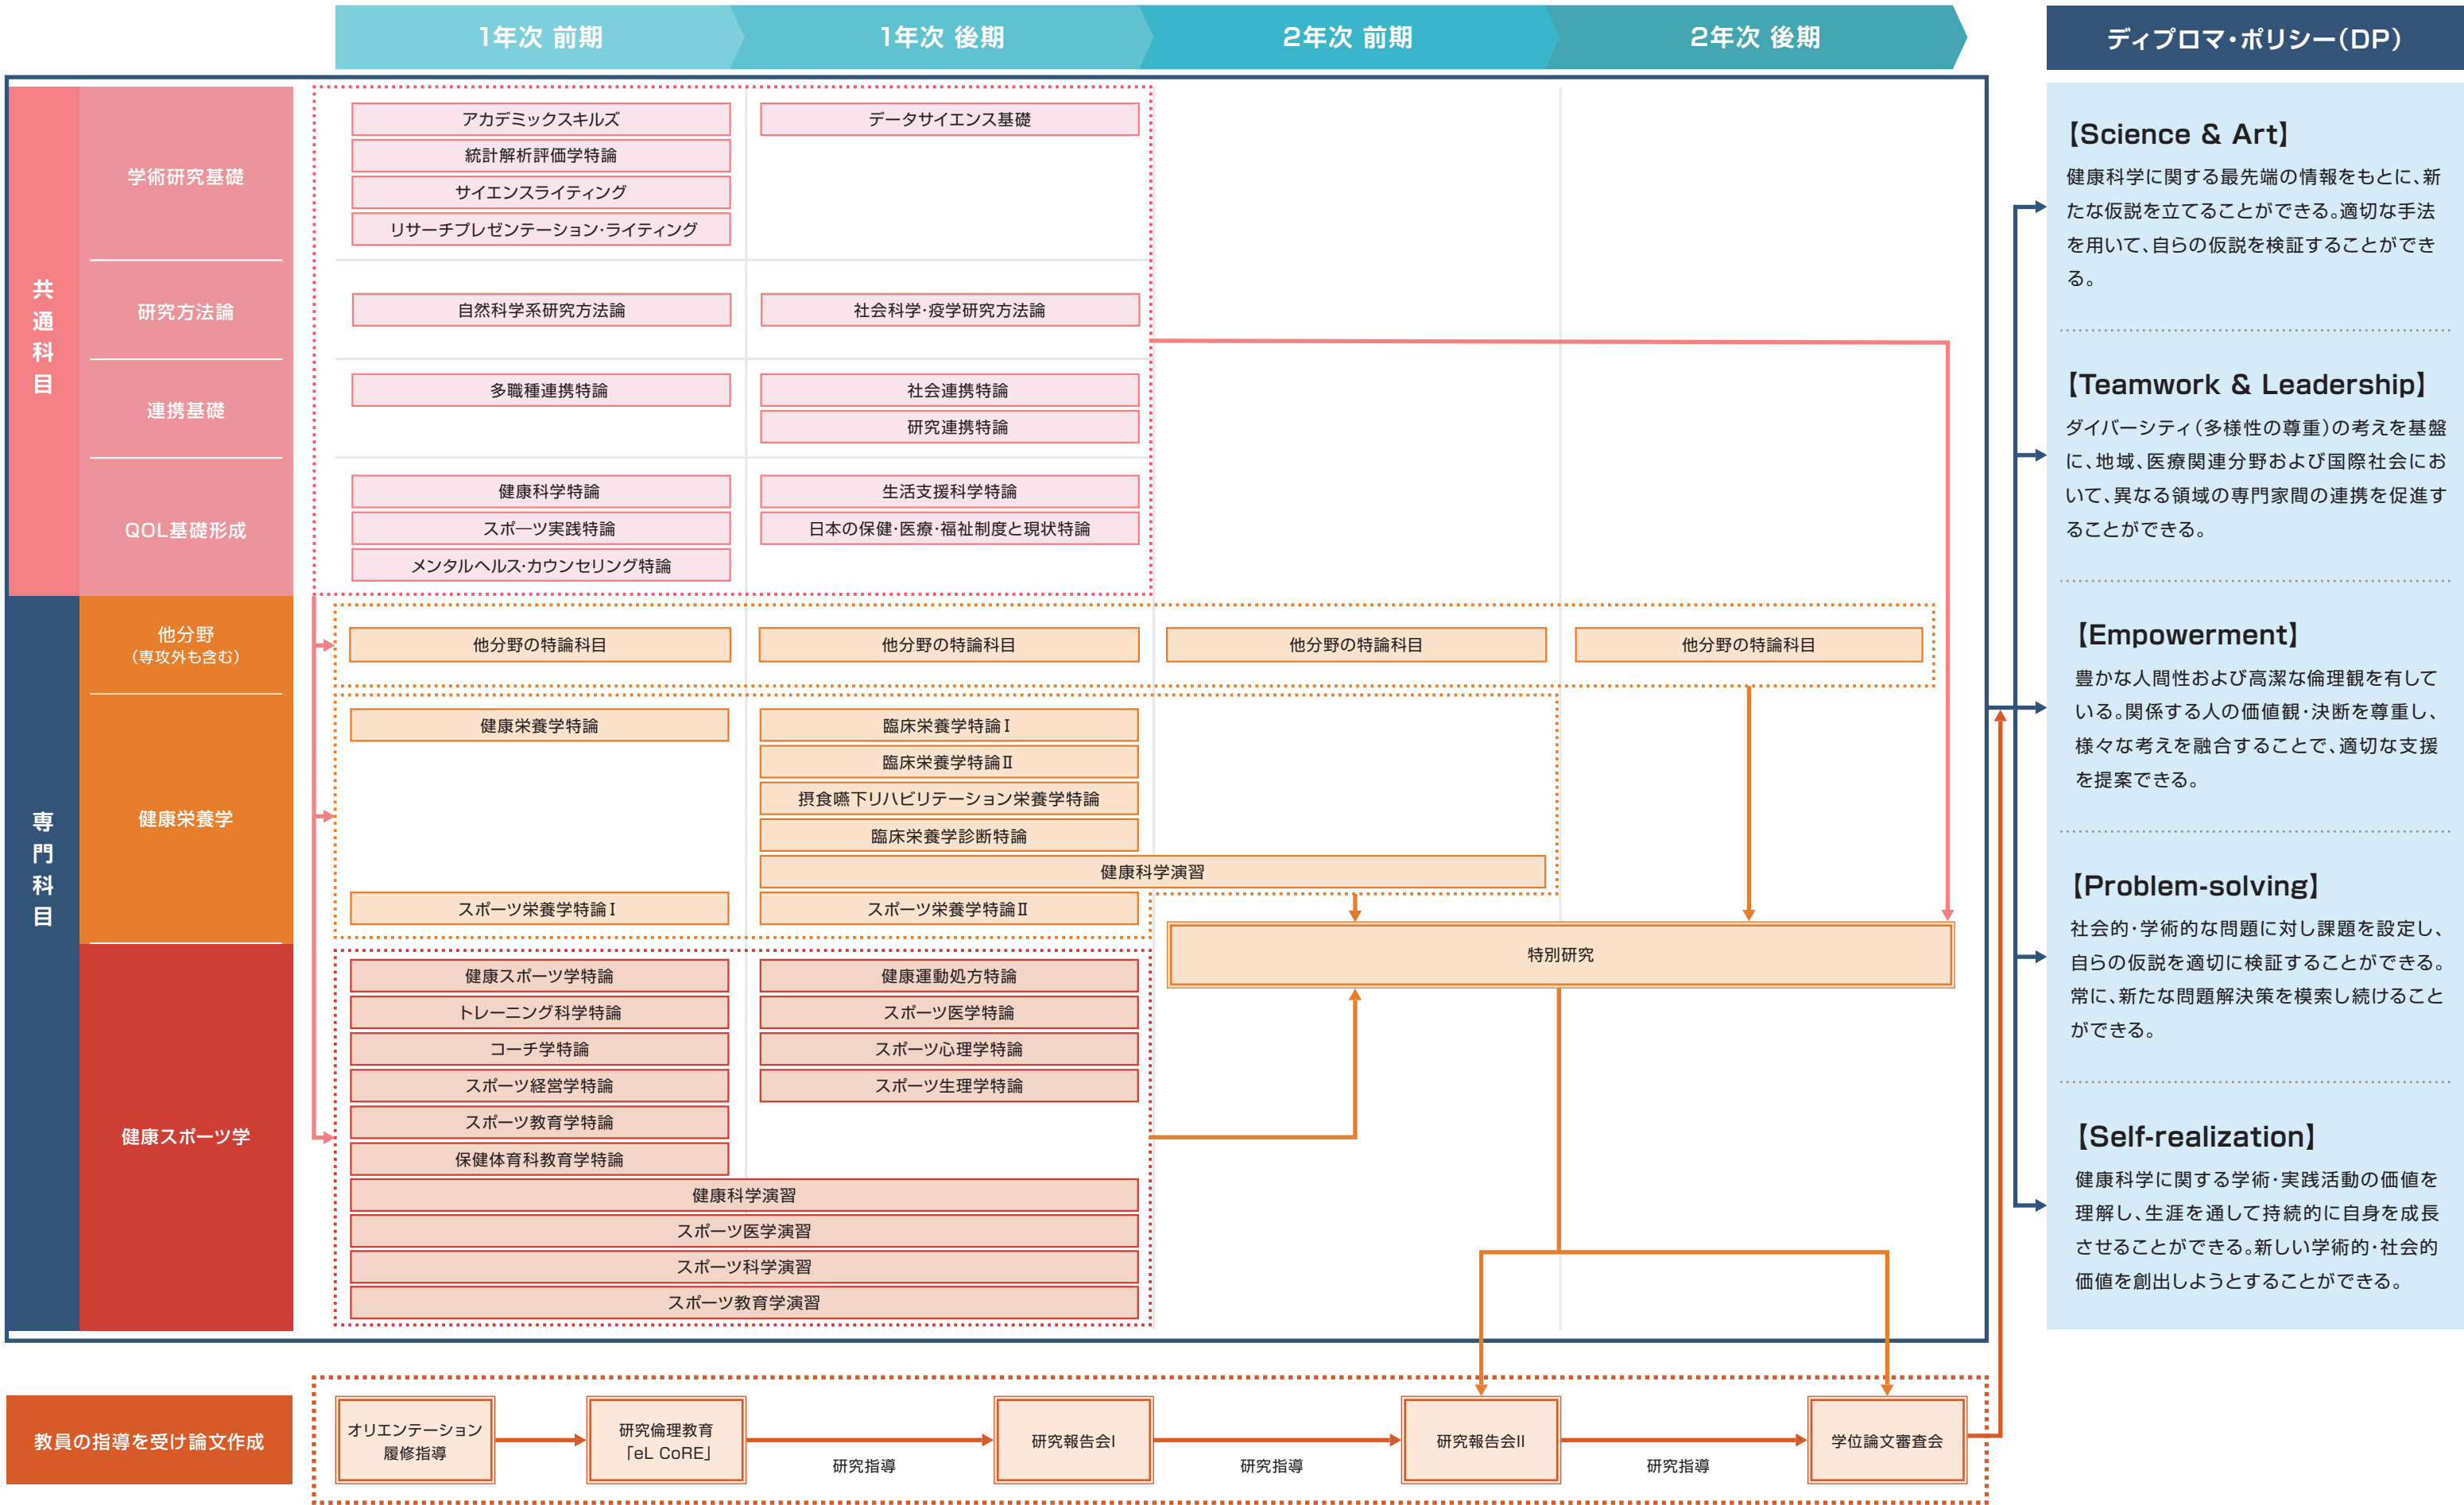 1年次 前期
1年次 後期
2年次 前期
2年次 後期
ディプロマ・ポリシー（DP）
共通科目
学術研究基礎
アカデミックスキルズ
データサイエンス基礎
統計解析評価学特論
サイエンスライティング
リサーチプレゼンテーション・ライティング
研究方法論
自然科学系研究方法論
社会科学・疫学研究方法論
連携基礎
多職種連携特論
社会連携特論
研究連携特論
QOL基礎形成
健康科学特論
生活支援科学特論
スポーツ実践特論
日本の保健・医療・福祉制度と現状特論
メンタルヘルス・カウンセリング特論
専門科目
他分野
（専攻外も含む）
他分野の特論科目
他分野の特論科目
他分野の特論科目
他分野の特論科目
健康栄養学
健康栄養学特論
臨床栄養学特論Ⅰ
臨床栄養学特論Ⅱ
摂食嚥下リハビリテーション栄養学特論
臨床栄養学診断特論
健康科学演習
スポーツ栄養学特論Ⅰ
スポーツ栄養学特論Ⅱ
特別研究
健康スポーツ学
健康スポーツ学特論
健康運動処方特論
トレーニング科学特論
スポーツ医学特論
コーチ学特論
スポーツ心理学特論
スポーツ経営学特論
スポーツ生理学特論
スポーツ教育学特論
保健体育科教育学特論
健康科学演習
スポーツ医学演習
スポーツ科学演習
スポーツ教育学演習
教員の指導を受け論文作成
オリエンテーション
履修指導
研究倫理教育
「eL CoRE」
研究指導
研究報告会I
研究指導
研究報告会II
研究指導
学位論文審査会
【Science & Art】
健康科学に関する最先端の情報をもとに、新
たな仮説を立てることができる。適切な手法
を用いて、自らの仮説を検証することができ
る。
【Teamwork & Leadership】
ダイバーシティ（多様性の尊重）の考えを基盤
に、地域、医療関連分野および国際社会にお
いて、異なる領域の専門家間の連携を促進す
ることができる。
【Empowerment】
豊かな人間性および高潔な倫理観を有して
いる。関係する人の価値観・決断を尊重し、
様々な考えを融合することで、適切な支援
を提案できる。
【Problem-solving】
社会的・学術的な問題に対し課題を設定し、
自らの仮説を適切に検証することができる。
常に、新たな問題解決策を模索し続けること
ができる。
【Self-realization】
健康科学に関する学術・実践活動の価値を
理解し、生涯を通して持続的に自身を成長
させることができる。新しい学術的・社会的
価値を創出しようとすることができる。